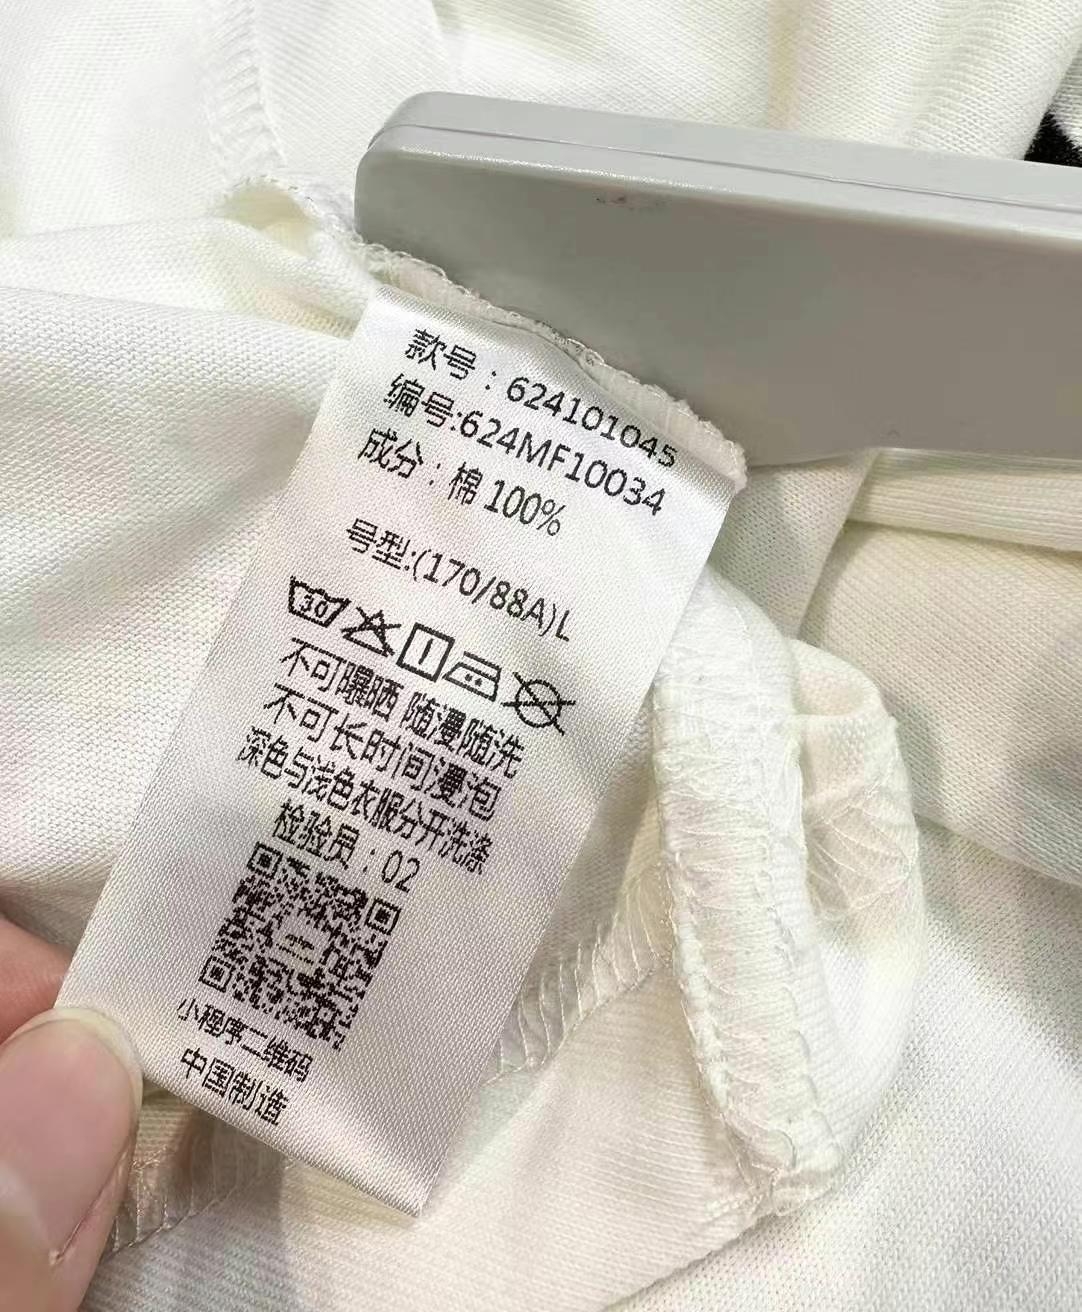 款号：624101045
编号:624MF10034
成分：棉 100%
号型:(170/88A)L
30
不可曝晒 随漫随洗
不可长时间漫泡
深色与浅色衣服分开洗涤
检验员：02
小程序二维码
中国制造